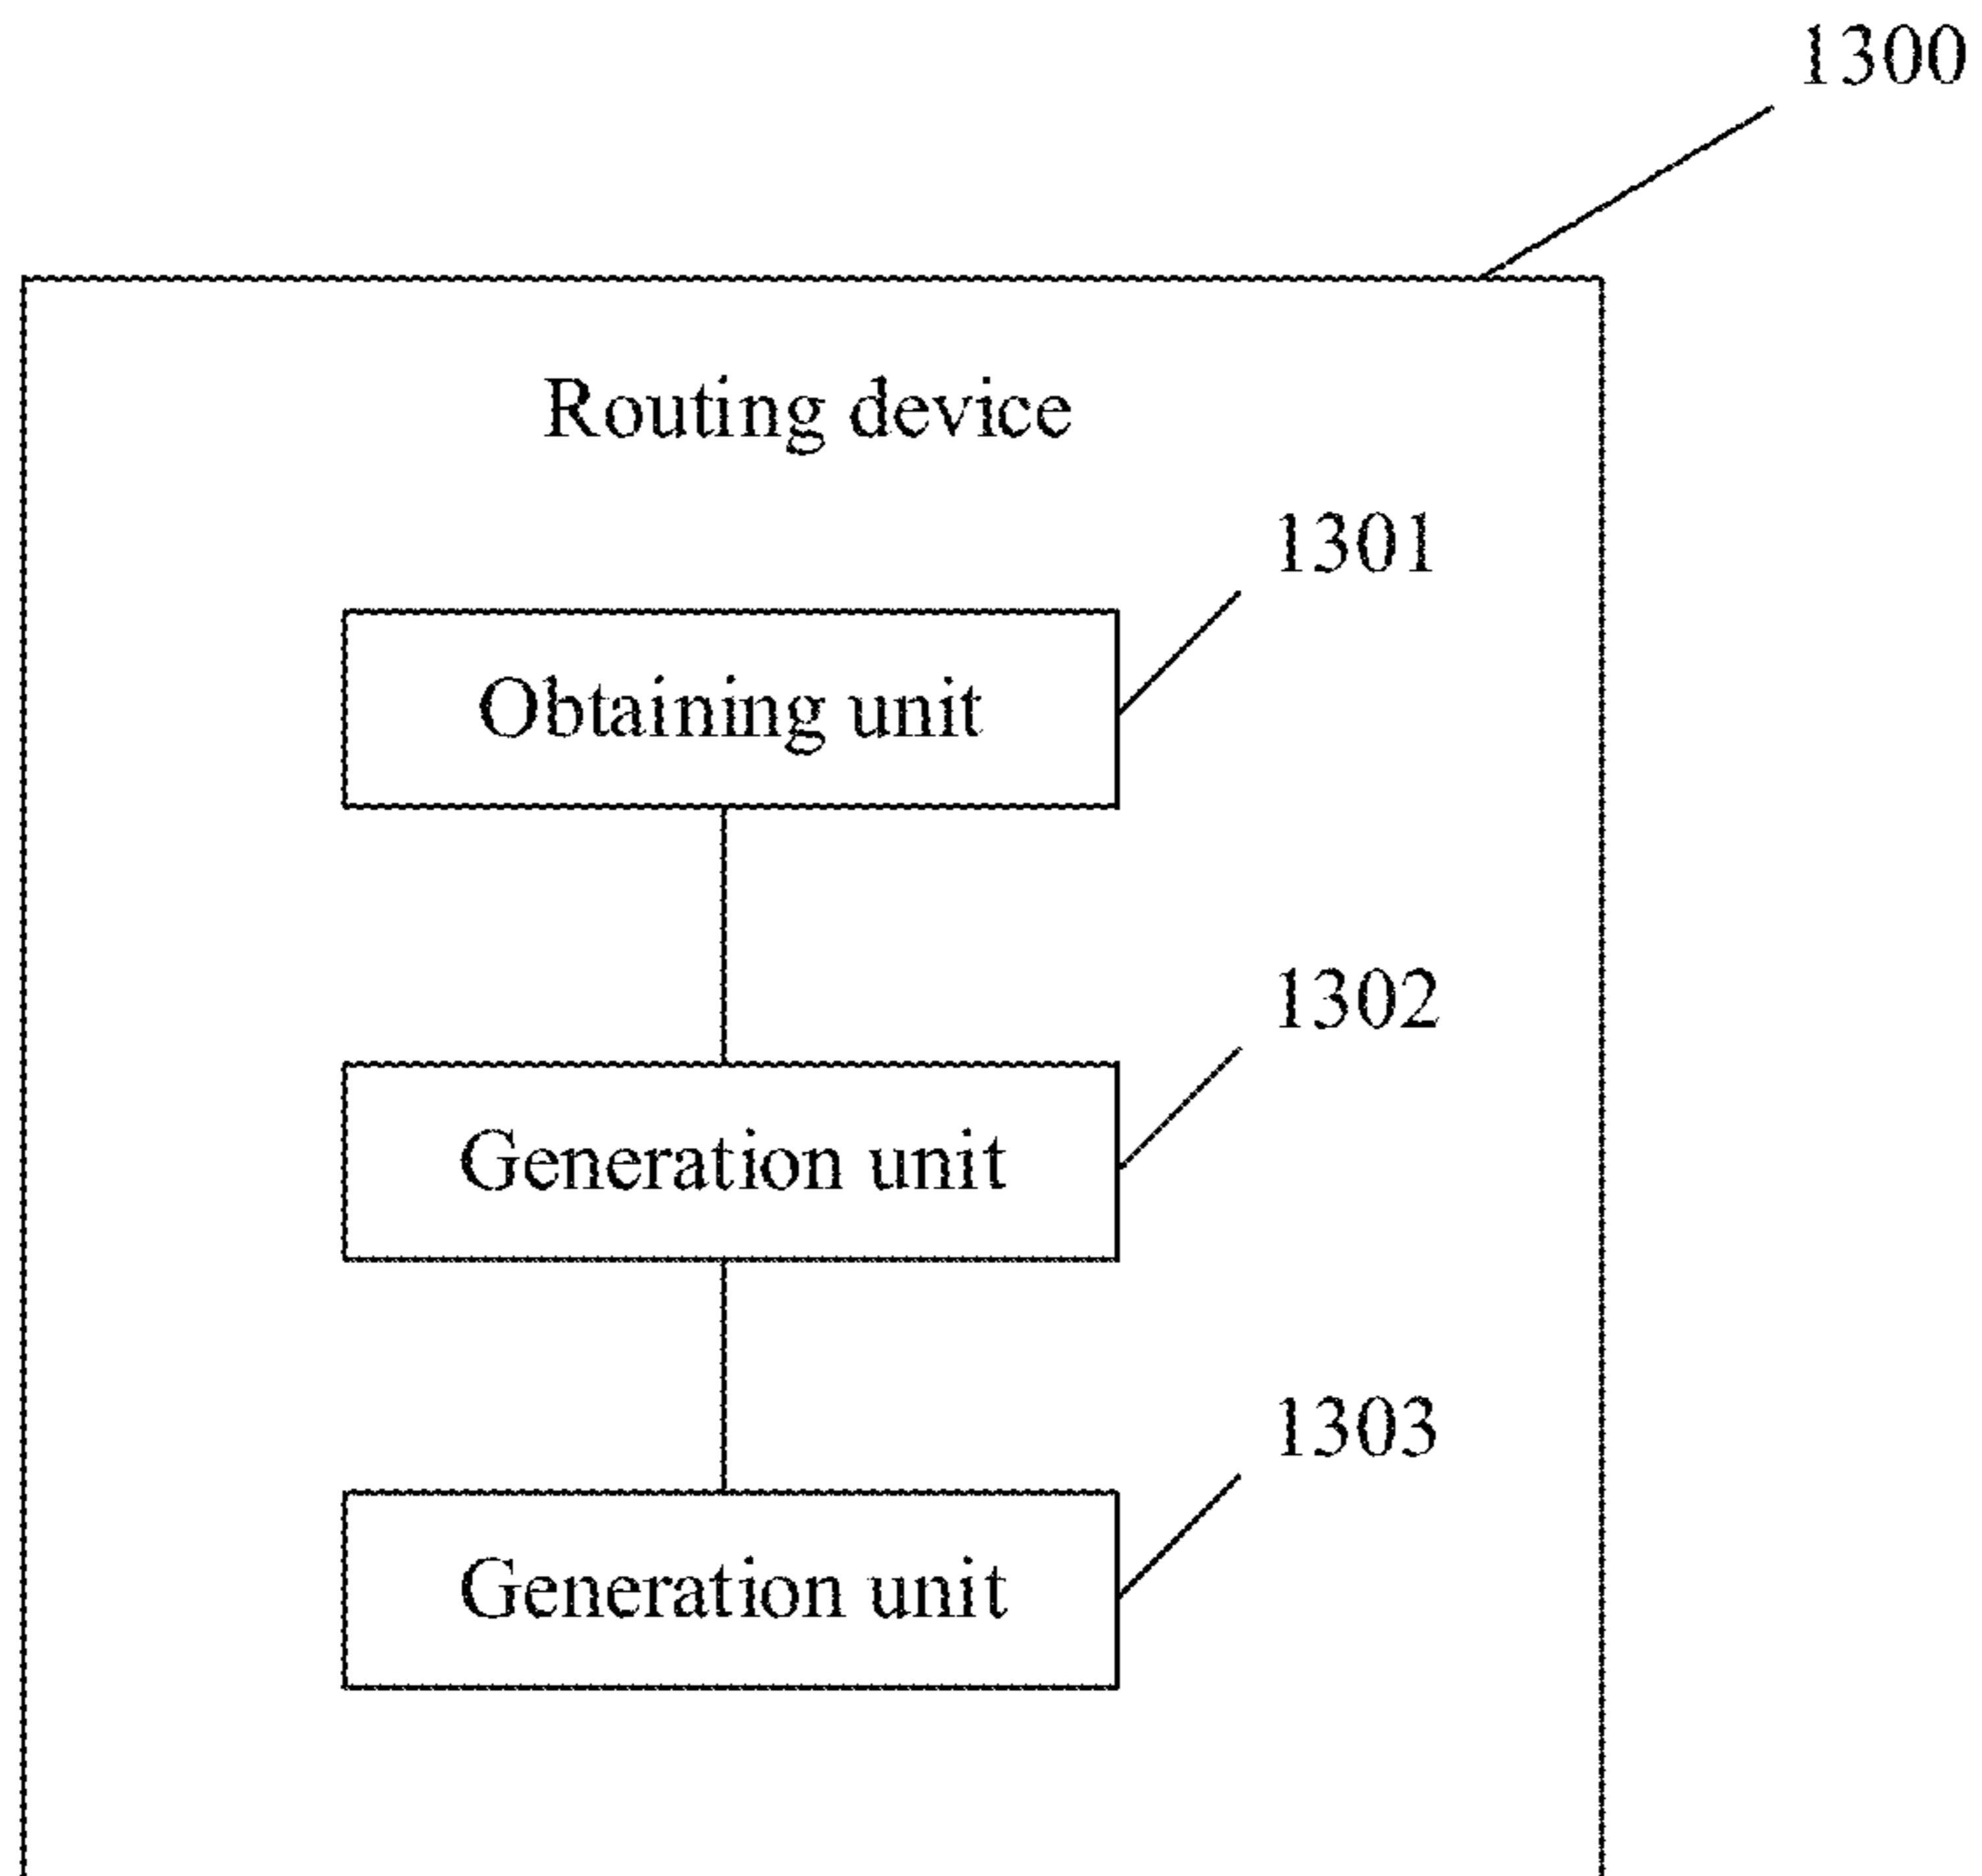 1300
Routing device
1301
Obtaining unit
1302
Generation unit
1303
Generation unit